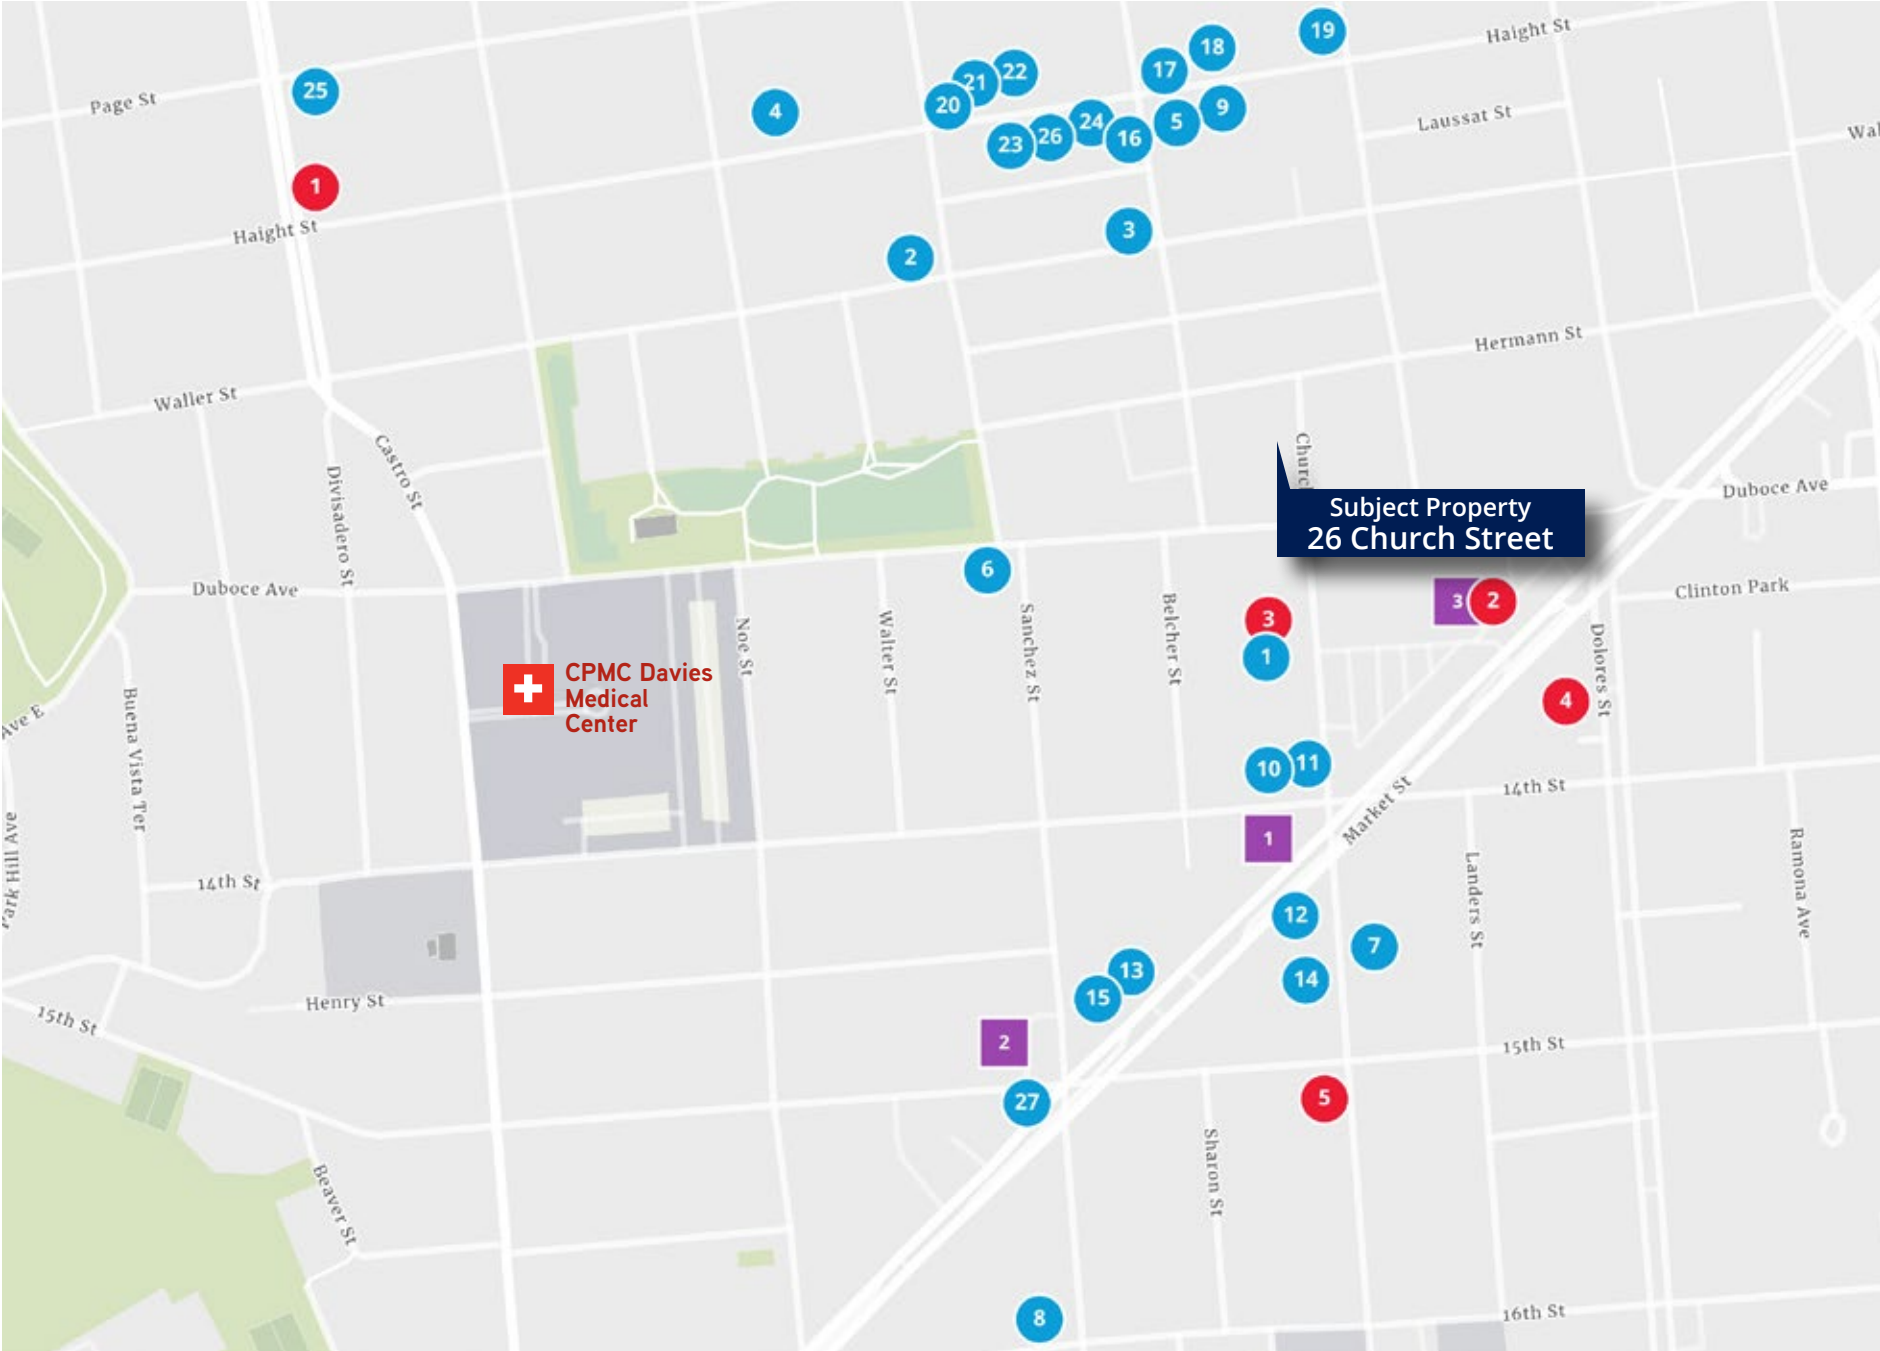 19
Haight St
18
22
17
21
25
Page St
20
9
4
Laussat St
24
5
Wal
26
16
23
1
Haight St
3
2
Hermann St
Waller St
Castro St
Church
Divisadero St
Duboce Ave
Subject Property
26 Church Street
6
Duboce Ave
Clinton Park
3
2
3
Noe St
Walter St
Sanchez St
Belcher St
1
Dolores St
CPMC Davies
Medical
Center
4
Ave E
Buena Vista Ter
10
11
14th St
Market St
1
Park Hill Ave
14th St
Landers St
Ramona Ave
12
7
13
14
15
Henry St
15th St
2
15th St
27
5
Sharon St
Beaver St
16th St
8